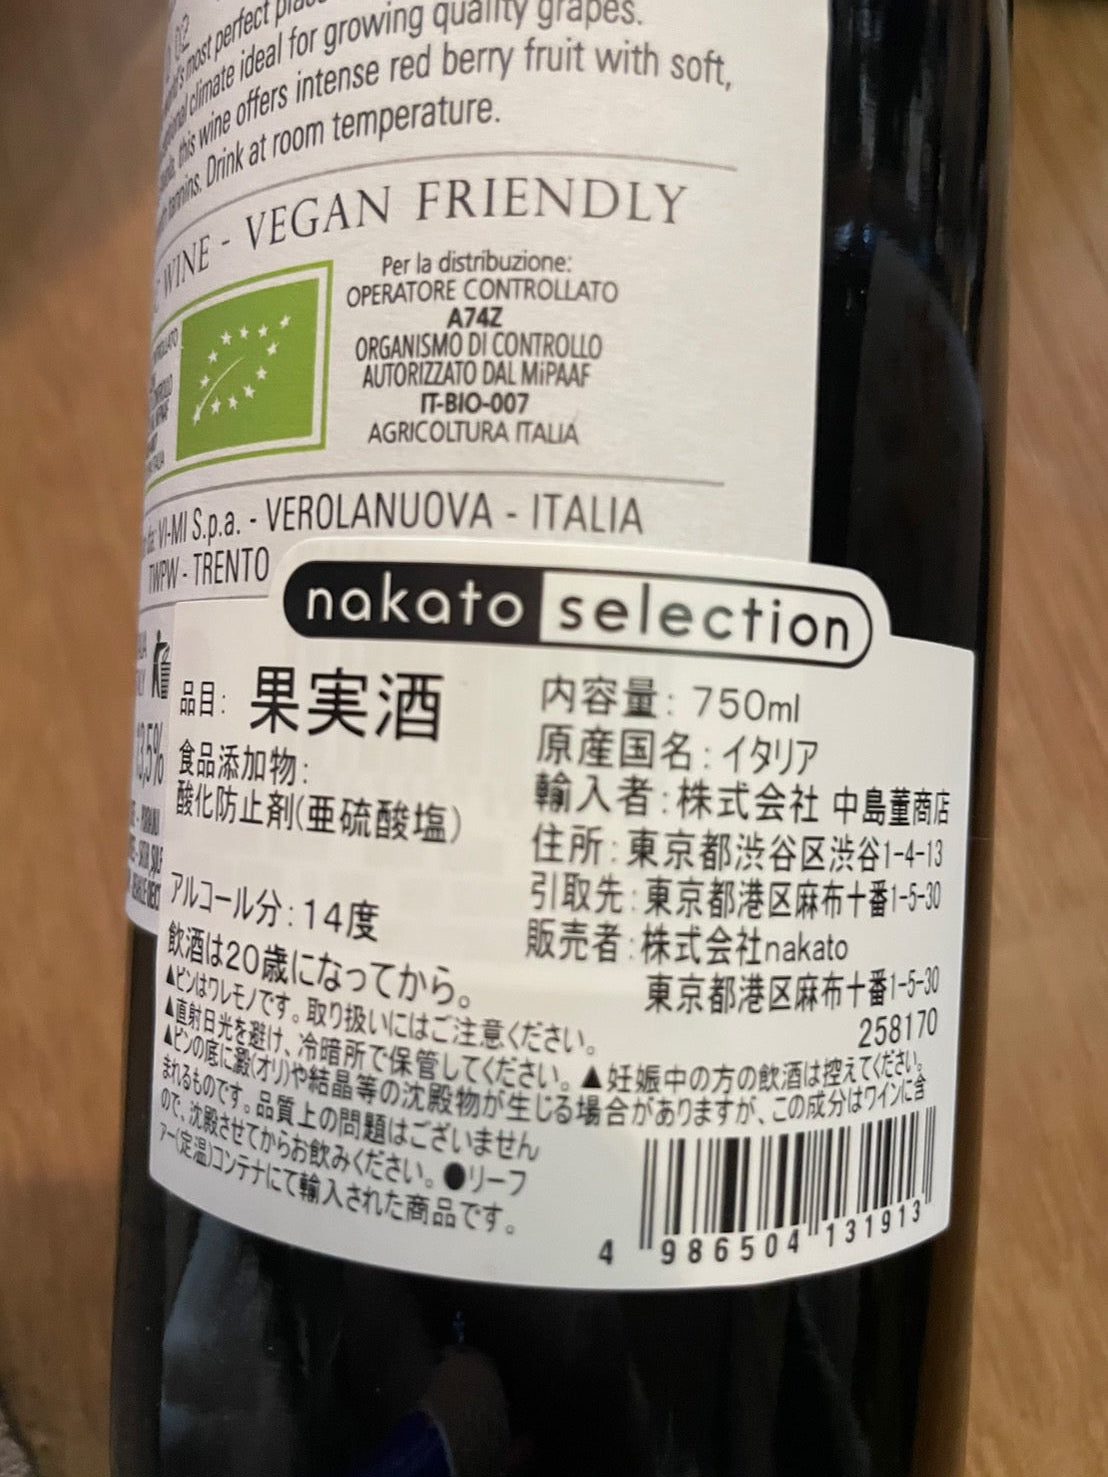 most perfect
climate ideal for growing quality grapes.
this wine offers intense red berry fruit with soft,
tannins. Drink at room temperature.
WINE - VEGAN FRIENDLY
Per la distribuzione:
OPERATORE CONTROLLATO
A74Z
ORGANISMO DI CONTROLLO
AUTORIZZATO DAL MiPAAF
IT-BIO-007
AGRICOLTURA ITALIA
VI-MI S.p.a. - VEROLANUOVA - ITALIA
TWPW - TRENTO
nakato selection
品目: 果実酒
食品添加物:
酸化防止剤(亜硫酸塩)
アルコール分:14度
飲酒は20歳になってから。
内容量: 750ml
原産国名:イタリア
輸入者:株式会社 中島董商店
住所:東京都渋谷区渋谷1-4-13
引取先:東京都港区麻布十番1-5-30
販売者:株式会社nakato
東京都港区麻布十番1-5-30
258170
▲ビンはワレモノです。取り扱いにはご注意ください。
▲直射日光を避け、冷暗所で保管してください。▲妊娠中の方の飲酒は控えてください。
▲ビンの底に澱(オリ)や結晶等の沈殿物が生じる場合がありますが、この成分はワインに含
まれるものです。品質上の問題はございません
ので、沈殿させてからお飲みください。●リーフ
ァー(定温)コンテナにて輸入された商品です。
4 986504 131913
3,5%